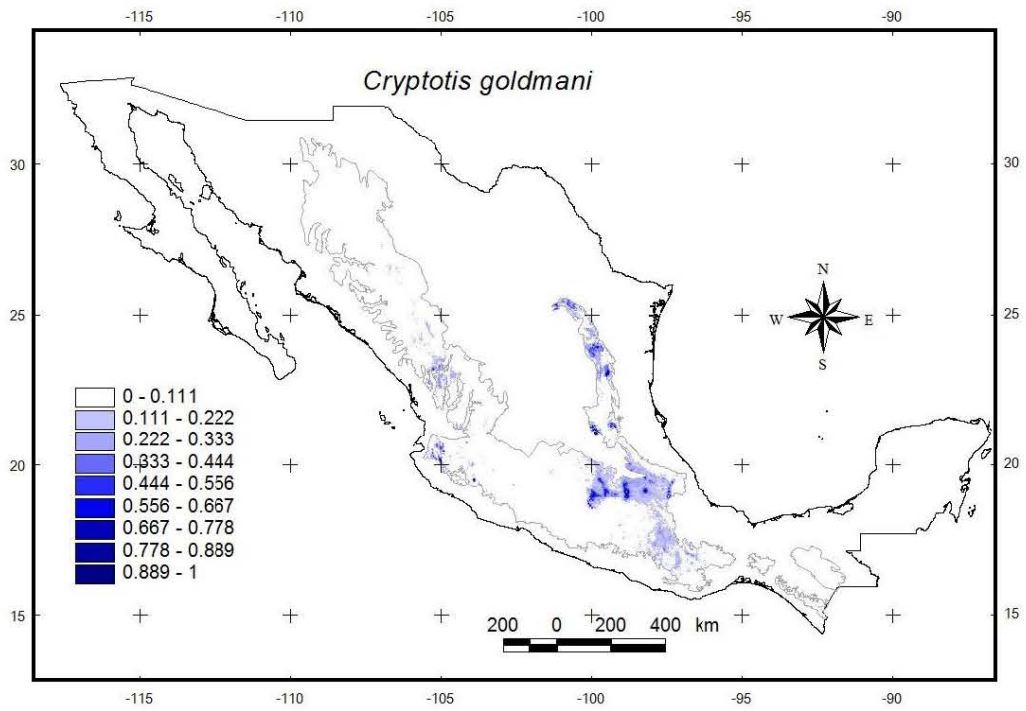 -115 -110 -105 -100 -95 -90
Cryptotis goldmani
30 30
N
25 W E 25
S
0 - 0.111
0.111 - 0.222
0.222 - 0.333
0.333 - 0.444
20 20
0.444 - 0.556
0.556 - 0.667
0.667 - 0.778
0.778 - 0.889
0.889 - 1
15 15
200 0 200 400 km
-115 -110 -105 -100 -95 -90